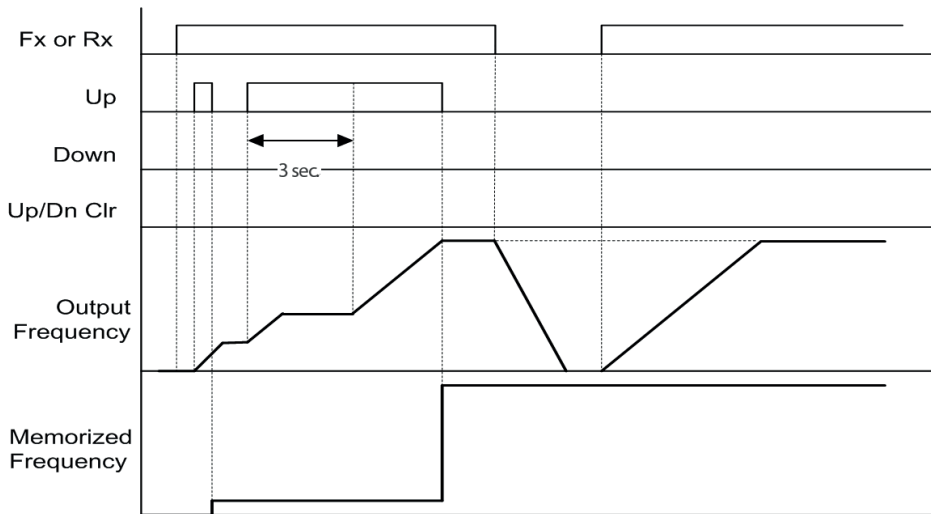 Fx or Rx
Up
Down
3 sec.
Up/Dn Clr
Output
Frequency
Memorized
Frequency